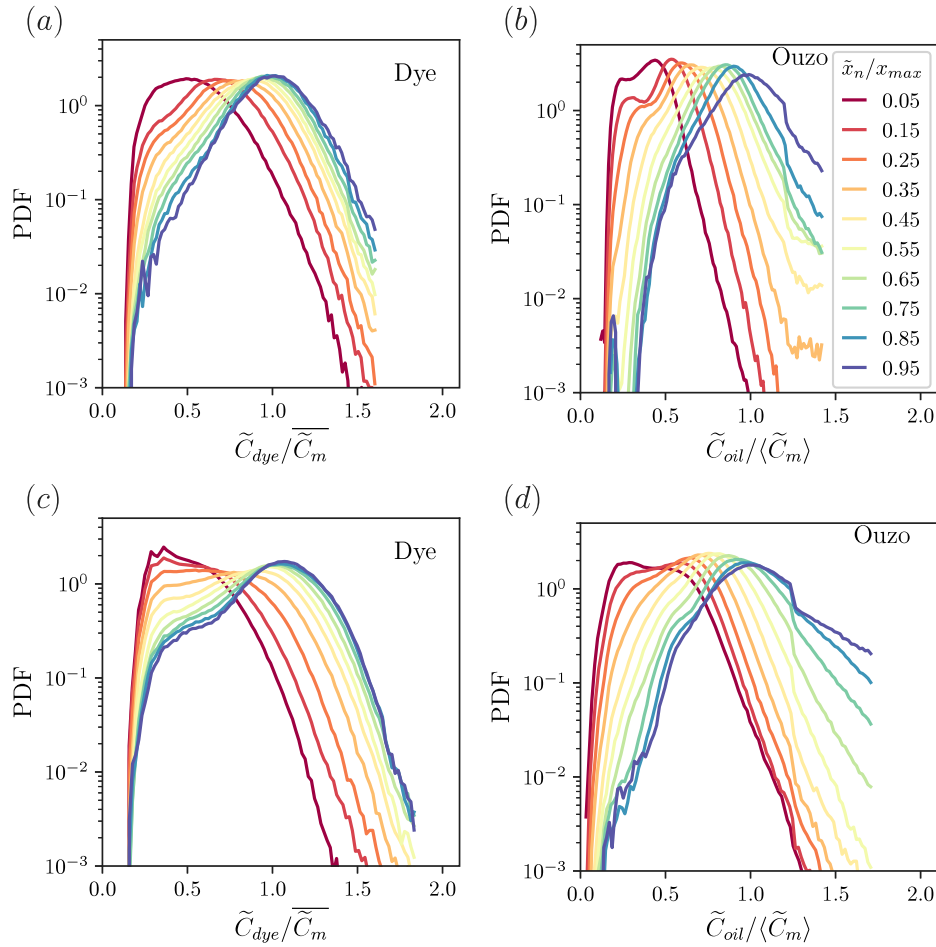 (a)
Dye
PDF
10^0
10^−1
10^−2
10^−3
0.0 0.5 1.0 1.5 2.0
C̃_dye/\overline{C̃_m}
(b)
Ouzo
PDF
10^0
10^−1
10^−2
10^−3
0.0 0.5 1.0 1.5 2.0
C̃_oil/⟨C̃_m⟩
x̃_n/x_max
0.05
0.15
0.25
0.35
0.45
0.55
0.65
0.75
0.85
0.95
(c)
Dye
PDF
10^0
10^−1
10^−2
10^−3
0.0 0.5 1.0 1.5 2.0
C̃_dye/\overline{C̃_m}
(d)
Ouzo
PDF
10^0
10^−1
10^−2
10^−3
0.0 0.5 1.0 1.5 2.0
C̃_oil/⟨C̃_m⟩